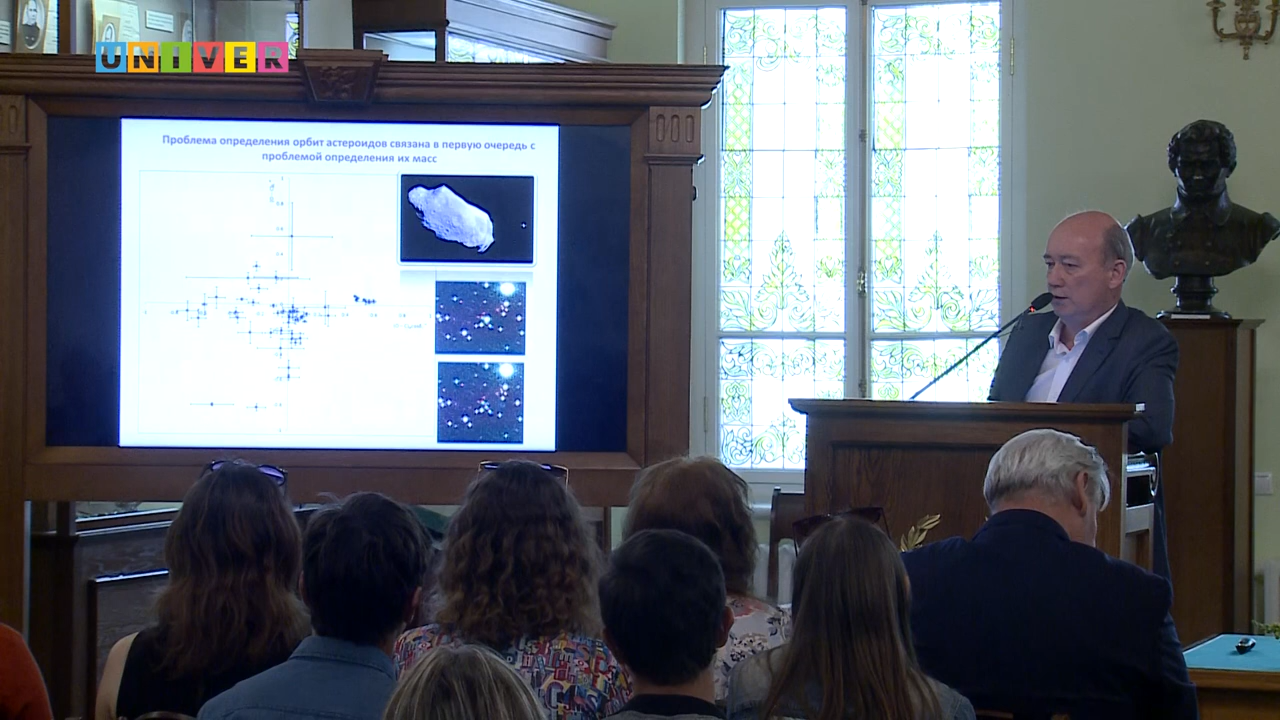 UNIVER
Проблема определения орбит астероидов связана в первую очередь с
проблемой определения их масс